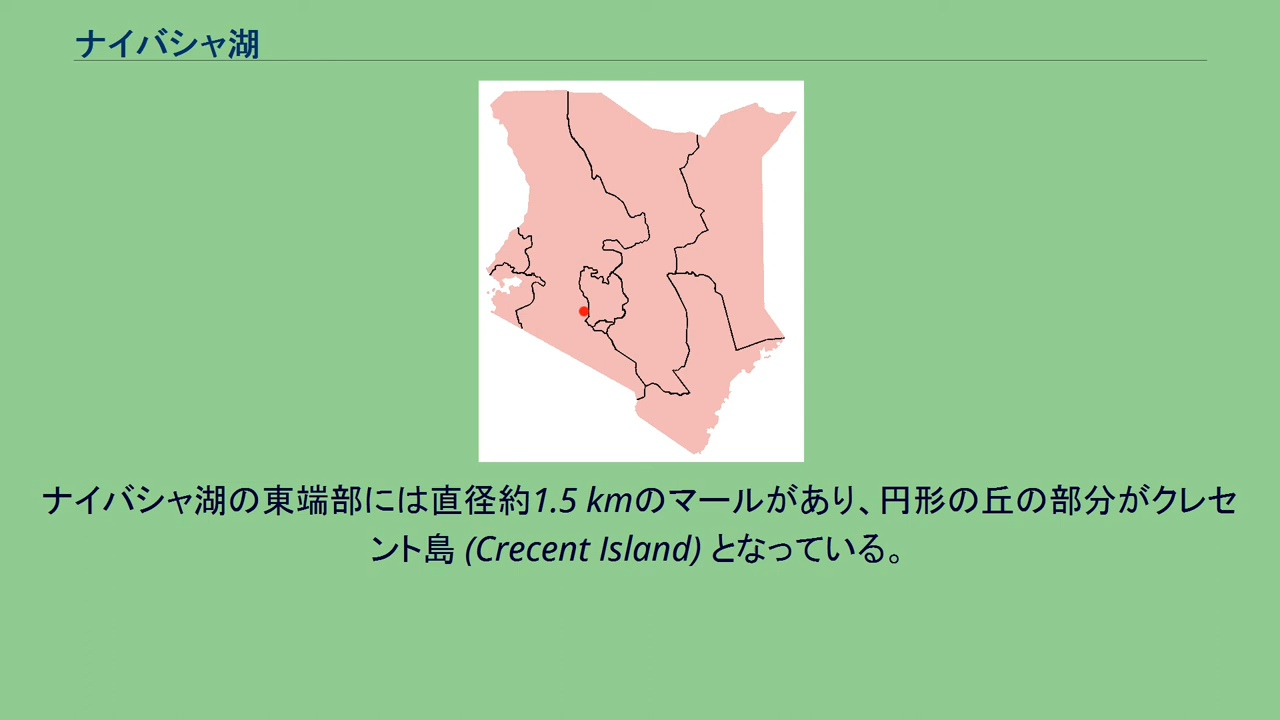 ナイバシャ湖
ナイバシャ湖の東端部には直径約1.5 kmのマールがあり、円形の丘の部分がクレセ
ント島 (Crecent Island) となっている。